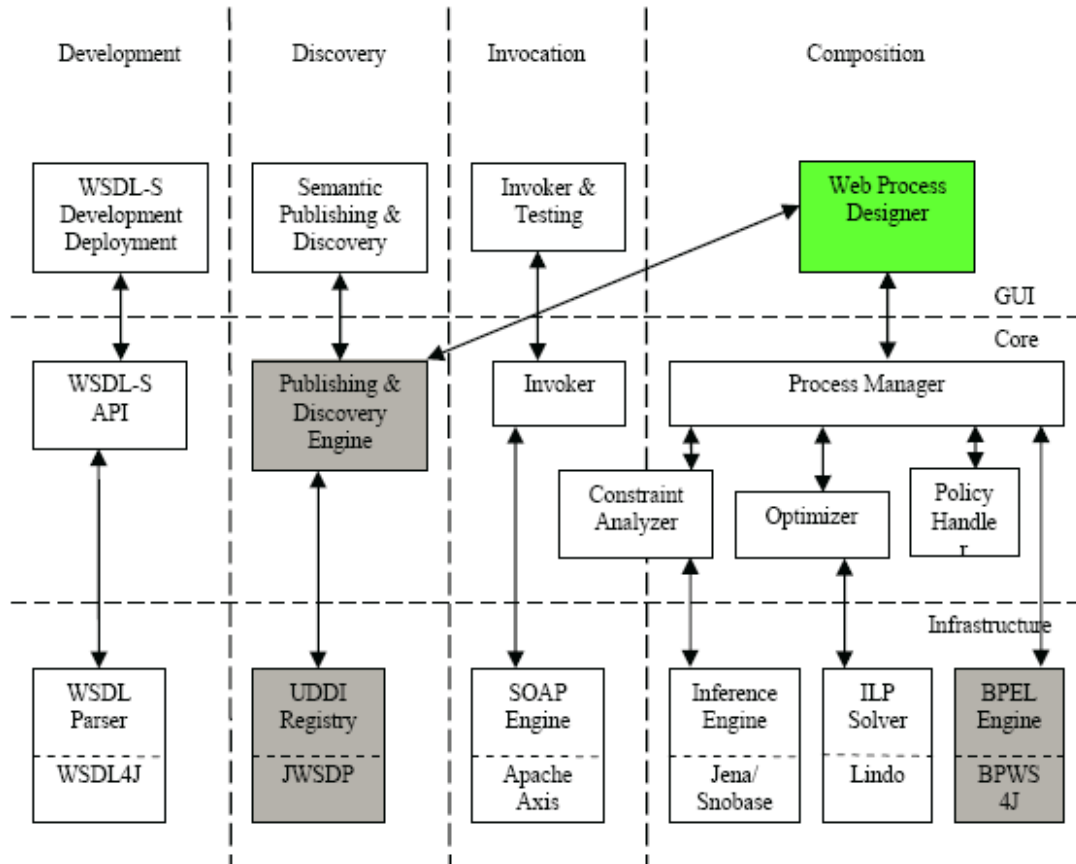 Development
Discovery
Invocation
Composition
WSDL-S
Development
Deployment
Semantic
Publishing &
Discovery
Invoker &
Testing
Web Process
Designer
GUI
Core
WSDL-S
API
Publishing &
Discovery
Engine
Invoker
Process Manager
Constraint
Analyzer
Optimizer
Policy
Handle
r
Infrastructure
WSDL
Parser
WSDL4J
UDDI
Registry
JWSDP
SOAP
Engine
Apache
Axis
Inference
Engine
Jena/
Snobase
ILP
Solver
Lindo
BPEL
Engine
BPWS
4J